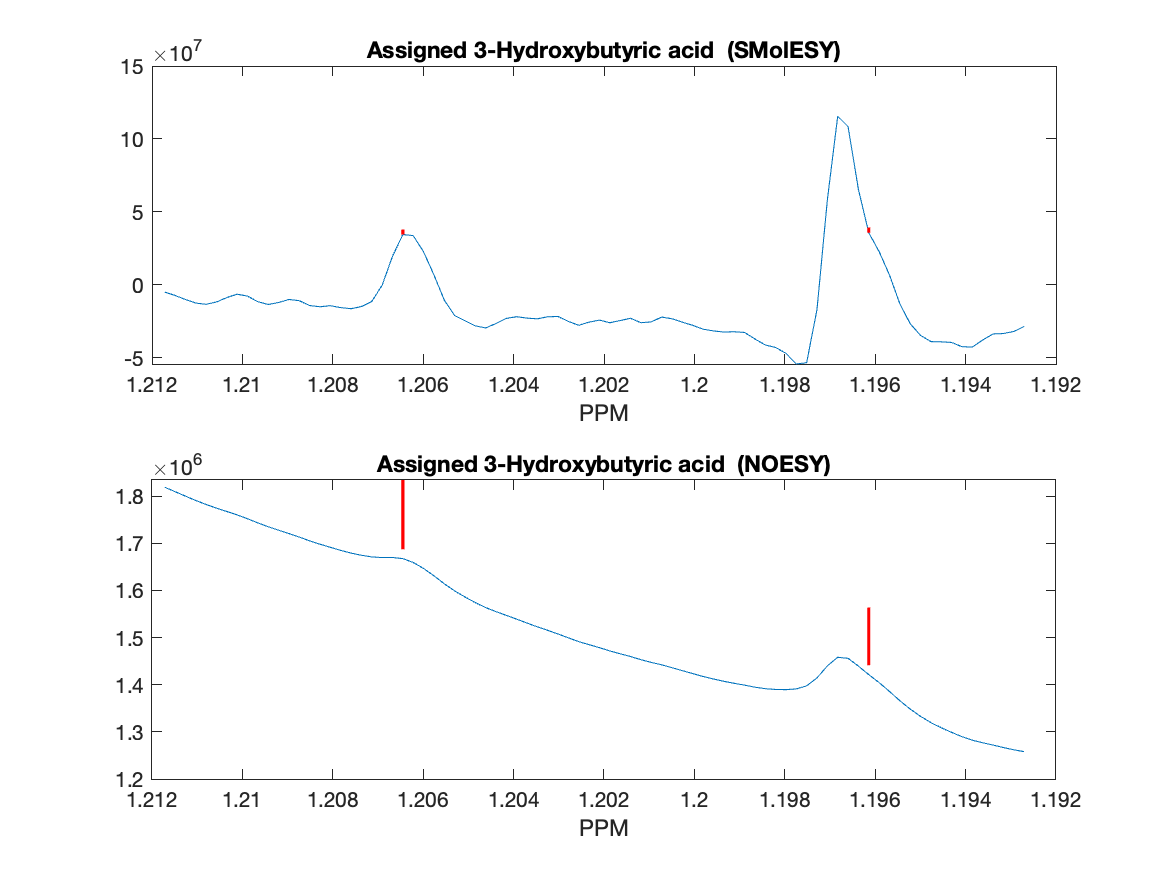 ×10^7
Assigned 3-Hydroxybutyric acid (SMolESY)
15
10
5
0
-5
1.212 1.21 1.208 1.206 1.204 1.202 1.2 1.198 1.196 1.194 1.192
PPM
×10^6
Assigned 3-Hydroxybutyric acid (NOESY)
1.8
1.7
1.6
1.5
1.4
1.3
1.2
1.212 1.21 1.208 1.206 1.204 1.202 1.2 1.198 1.196 1.194 1.192
PPM